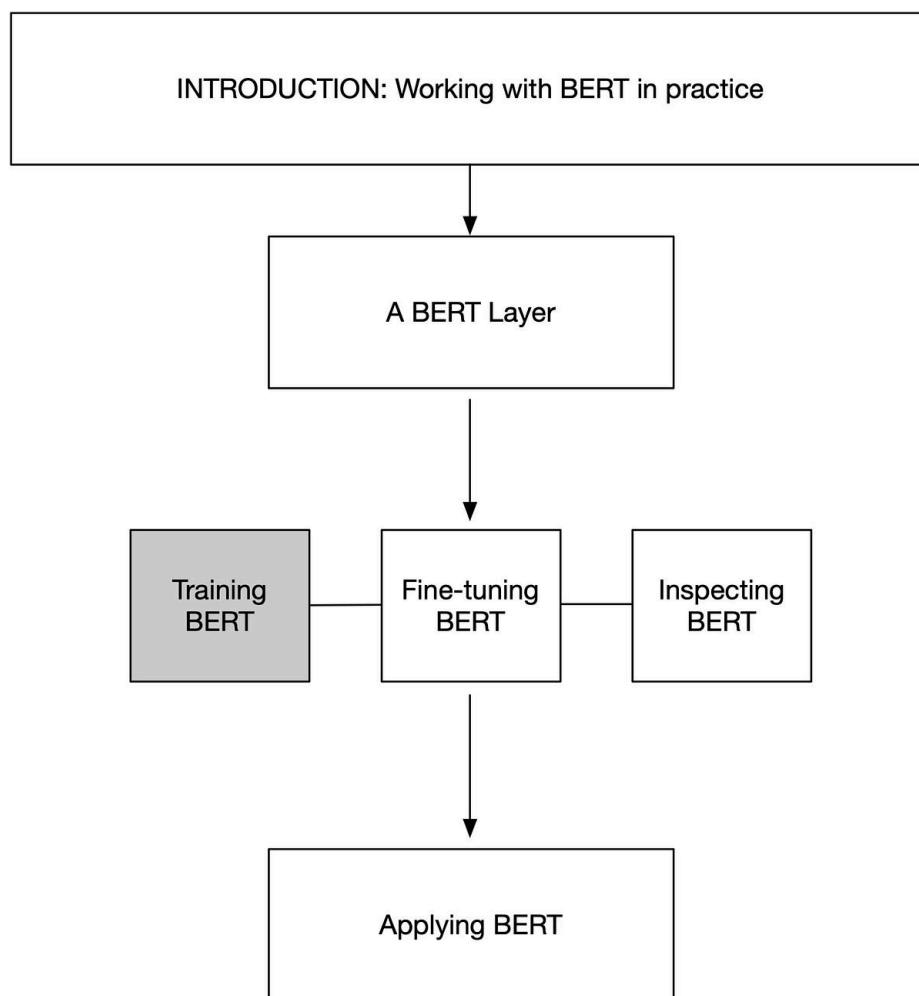 INTRODUCTION: Working with BERT in practice
A BERT Layer
Training
BERT
Fine-tuning
BERT
Inspecting
BERT
Applying BERT